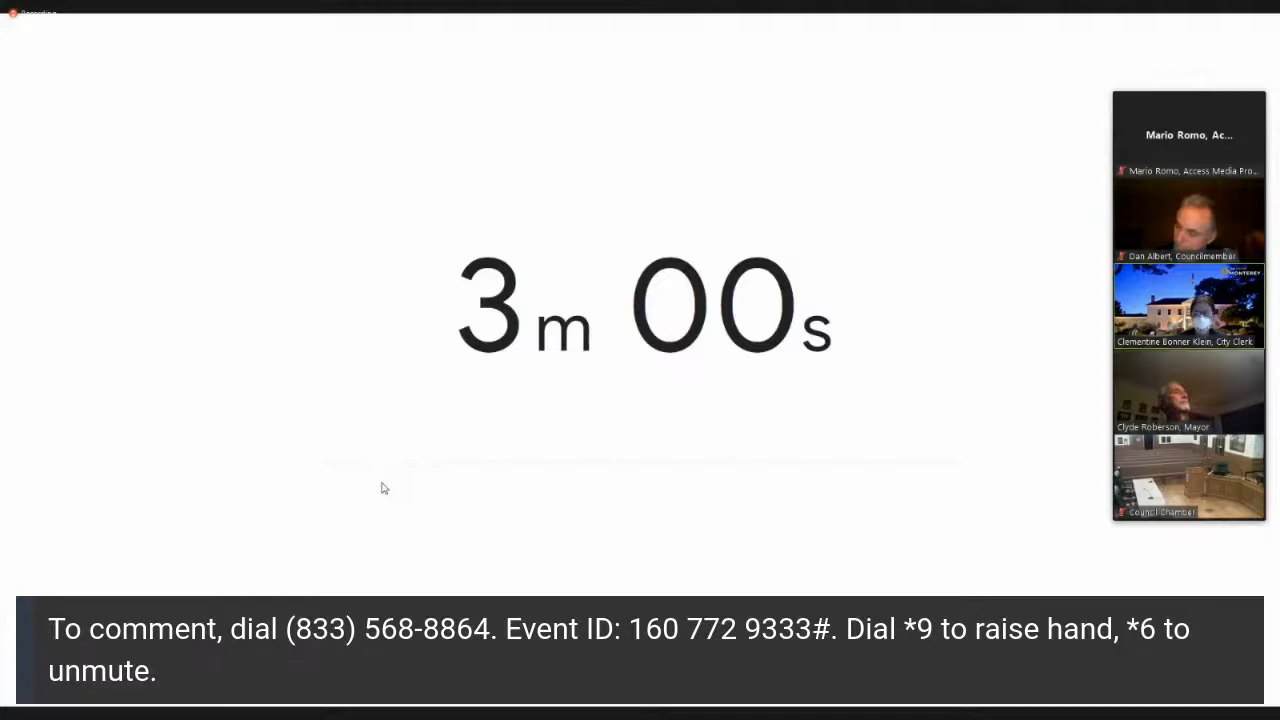 Recording
3m 00s
Mario Romo, Ac...
Mario Romo, Access Media Pro...
Dan Albert, Councilmember
MONTEREY
Clementine Bonner Klein, City Clerk
Clyde Roberson, Mayor
Council Chamber
To comment, dial (833) 568-8864. Event ID: 160 772 9333#. Dial *9 to raise hand, *6 to
unmute.